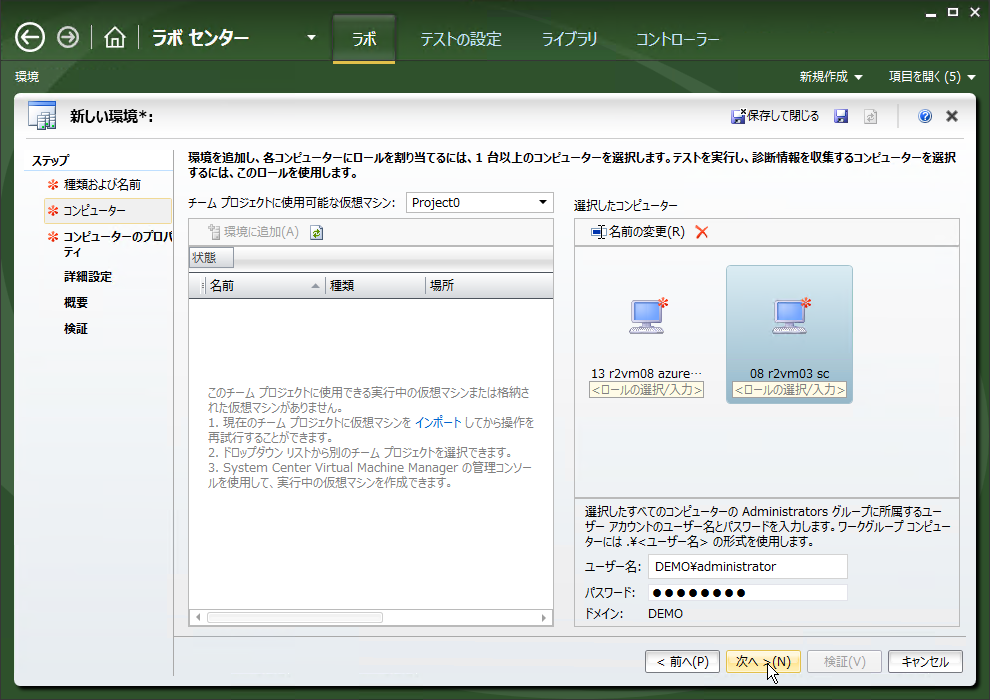 ラボ センター
ラボ
テストの設定
ライブラリ
コントローラー
環境
新規作成
項目を開く(5)
新しい環境*:
保存して閉じる
ステップ
種類および名前
コンピューター
コンピューターのプロパ
ティ
詳細設定
概要
検証
環境を追加し、各コンピューターにロールを割り当てるには、1 台以上のコンピューターを選択します。テストを実行し、診断情報を収集するコンピューターを選択
するには、このロールを使用します。
チーム プロジェクトに使用可能な仮想マシン:
Project0
環境に追加(A)
状態
名前
種類
場所
このチーム プロジェクトに使用できる実行中の仮想マシンまたは格納さ
れた仮想マシンがありません。
1. 現在のチーム プロジェクトに仮想マシンを インポート してから操作を
再試行することができます。
2. ドロップダウン リストから別のチーム プロジェクトを選択できます。
3. System Center Virtual Machine Manager の管理コンソー
ルを使用して、実行中の仮想マシンを作成できます。
選択したコンピューター
名前の変更(R)
13 r2vm08 azure…
<ロールの選択/入力>
08 r2vm03 sc
<ロールの選択/入力>
選択したすべてのコンピューターの Administrators グループに所属するユー
ザー アカウントのユーザー名とパスワードを入力します。ワークグループ コンピュー
ターには .¥<ユーザー名> の形式を使用します。
ユーザー名:
DEMO¥administrator
パスワード:
●●●●●●●●
ドメイン:
DEMO
< 前へ(P)
次へ >(N)
検証(V)
キャンセル